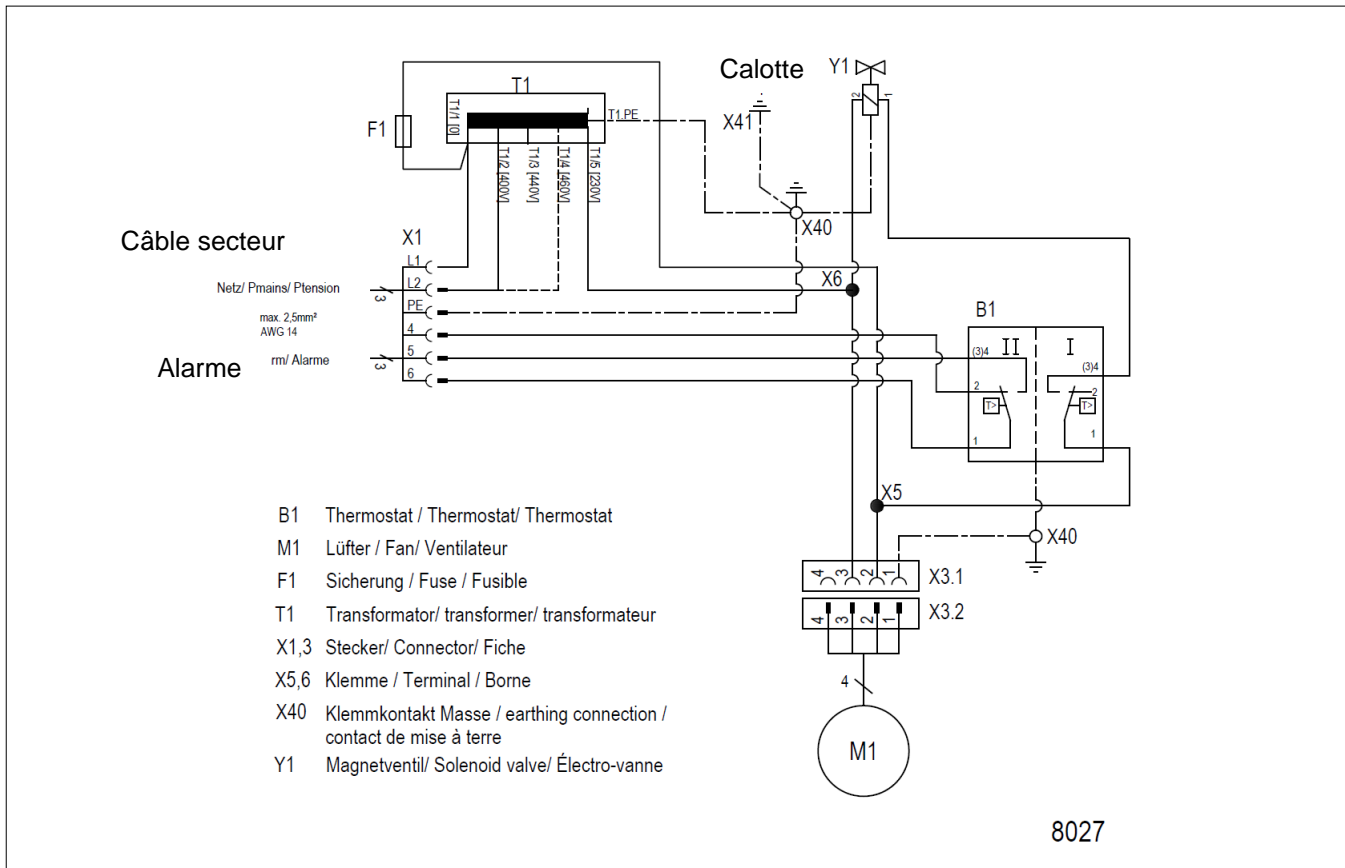 Calotte
Y1
T1
2
1
T1/1 [0]
T1.PE
F1
X41
T1/2 [400V]
T1/3 [440V]
T1/4 [460V]
T1/5 [230V]
X40
Câble secteur
X1
L1
L2
PE
4
5
6
Netz/ Pmains/ Ptension
3
max. 2,5mm²
AWG 14
Alarme
rm/ Alarme
3
X6
B1
II
I
(3)4
(3)4
2
2
T>
T>
1
1
X5
X40
B1 Thermostat / Thermostat/ Thermostat
M1 Lüfter / Fan/ Ventilateur
F1 Sicherung / Fuse / Fusible
T1 Transformator/ transformer/ transformateur
X1,3 Stecker/ Connector/ Fiche
X5,6 Klemme / Terminal / Borne
X40 Klemmkontakt Masse / earthing connection /
contact de mise à terre
Y1 Magnetventil/ Solenoid valve/ Électro-vanne
4 3 2 1
X3.1
4 3 2 1
X3.2
4
M1
8027